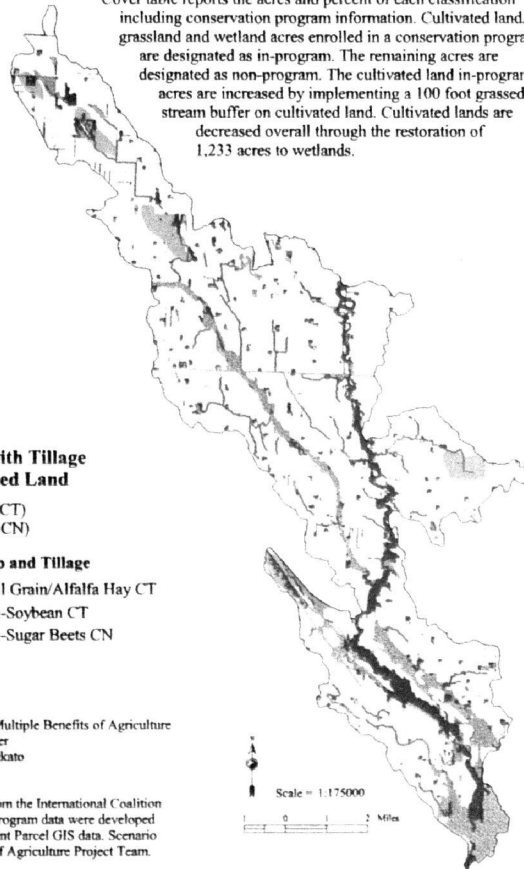 Cover table reports the acres and percent of each classification
including conservation program information. Cultivated land,
grassland and wetland acres enrolled in a conservation program
are designated as in-program. The remaining acres are
designated as non-program. The cultivated land in-program
acres are increased by implementing a 100 foot grassed
stream buffer on cultivated land. Cultivated lands are
decreased overall through the restoration of
1,233 acres to wetlands.
ith Tillage
ed Land
CT)
CN)
p and Tillage
l Grain/Alfalfa Hay CT
-Soybean CT
-Sugar Beets CN
Multiple Benefits of Agriculture
er
kato
N
Scale = 1:175000
1 0 1 2 Miles
om the International Coalition
rogram data were developed
nt Parcel GIS data. Scenario
of Agriculture Project Team.